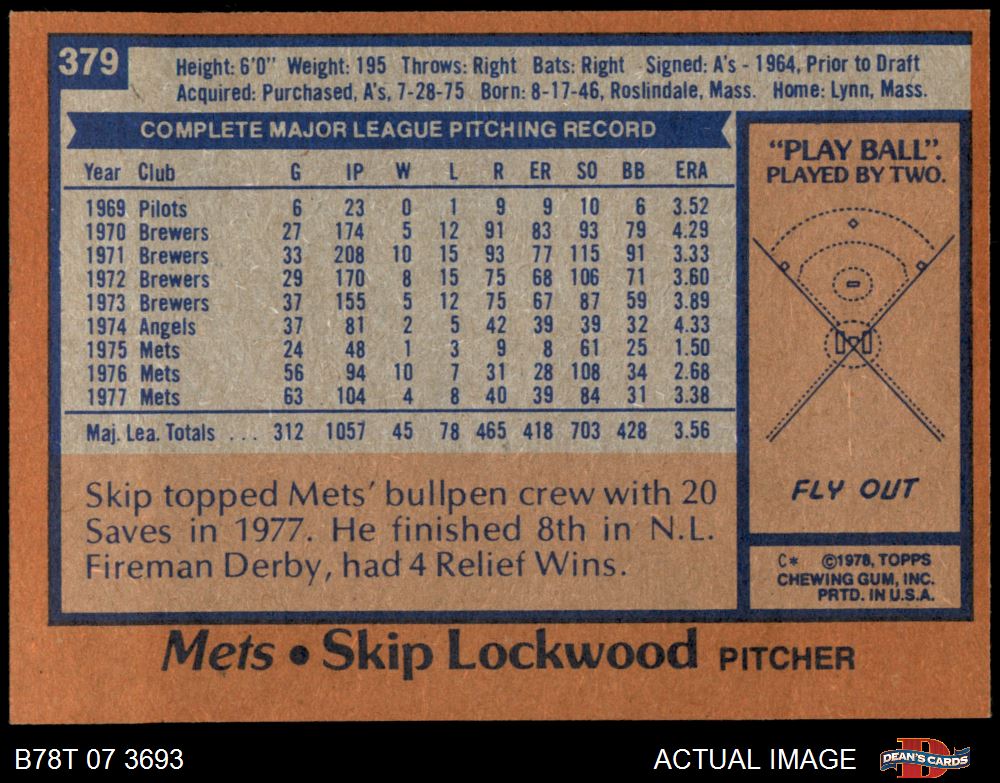 379
Height: 6'0" Weight: 195 Throws: Right Bats: Right Signed: A's - 1964, Prior to Draft
Acquired: Purchased, A's, 7-28-75 Born: 8-17-46, Roslindale, Mass. Home: Lynn, Mass.
COMPLETE MAJOR LEAGUE PITCHING RECORD
Year Club G IP W L R ER SO BB ERA
1969 Pilots 6 23 0 1 9 9 10 6 3.52
1970 Brewers 27 174 5 12 91 83 93 79 4.29
1971 Brewers 33 208 10 15 93 77 115 91 3.33
1972 Brewers 29 170 8 15 75 68 106 71 3.60
1973 Brewers 37 155 5 12 75 67 87 59 3.89
1974 Angels 37 81 2 5 42 39 39 32 4.33
1975 Mets 24 48 1 3 9 8 61 25 1.50
1976 Mets 56 94 10 7 31 28 108 34 2.68
1977 Mets 63 104 4 8 40 39 84 31 3.38
Maj. Lea. Totals ... 312 1057 45 78 465 418 703 428 3.56
Skip topped Mets' bullpen crew with 20
Saves in 1977. He finished 8th in N.L.
Fireman Derby, had 4 Relief Wins.
"PLAY BALL".
PLAYED BY TWO.
FLY OUT
C* ©1978, TOPPS
CHEWING GUM, INC.
PRTD. IN U.S.A.
Mets • Skip Lockwood PITCHER
B78T 07 3693
ACTUAL IMAGE
D
DEAN'S CARDS